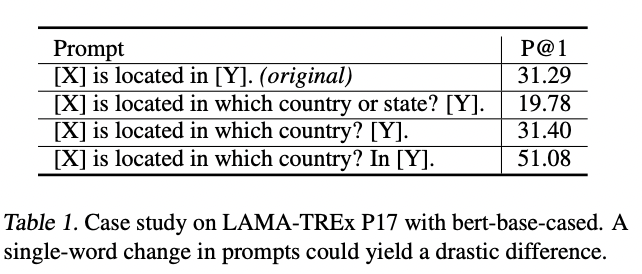 Prompt P@1
[X] is located in [Y]. (original) 31.29
[X] is located in which country or state? [Y]. 19.78
[X] is located in which country? [Y]. 31.40
[X] is located in which country? In [Y]. 51.08
Table 1. Case study on LAMA-TREx P17 with bert-base-cased. A
single-word change in prompts could yield a drastic difference.